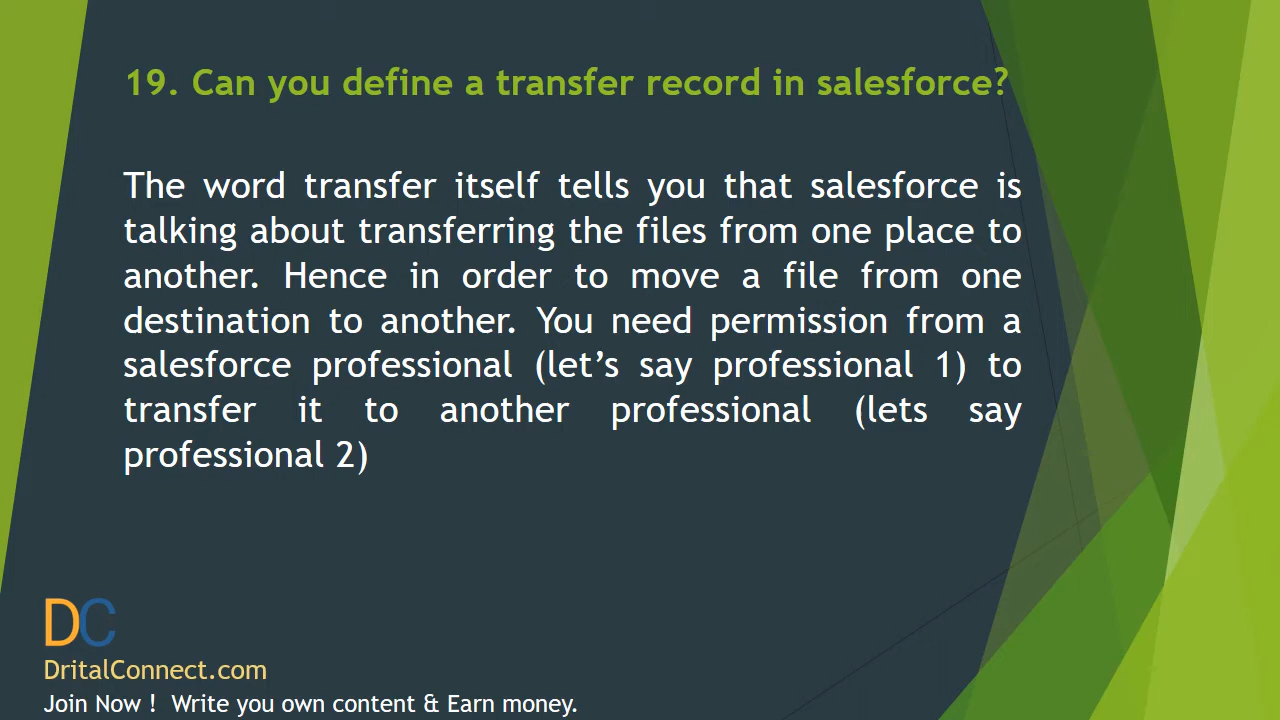 19. Can you define a transfer record in salesforce?
The word transfer itself tells you that salesforce is
talking about transferring the files from one place to
another. Hence in order to move a file from one
destination to another. You need permission from a
salesforce professional (let’s say professional 1) to
transfer it to another professional (lets say
professional 2)
DC
DritalConnect.com
Join Now ! Write you own content & Earn money.